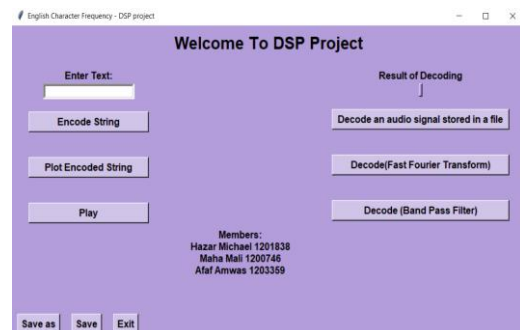 English Character Frequency - DSP project
Welcome To DSP Project
Enter Text:
Encode String
Plot Encoded String
Play
Result of Decoding
Decode an audio signal stored in a file
Decode(Fast Fourier Transform)
Decode (Band Pass Filter)
Members:
Hazar Michael 1201838
Maha Mali 1200746
Afaf Amwas 1203359
Save as Save Exit